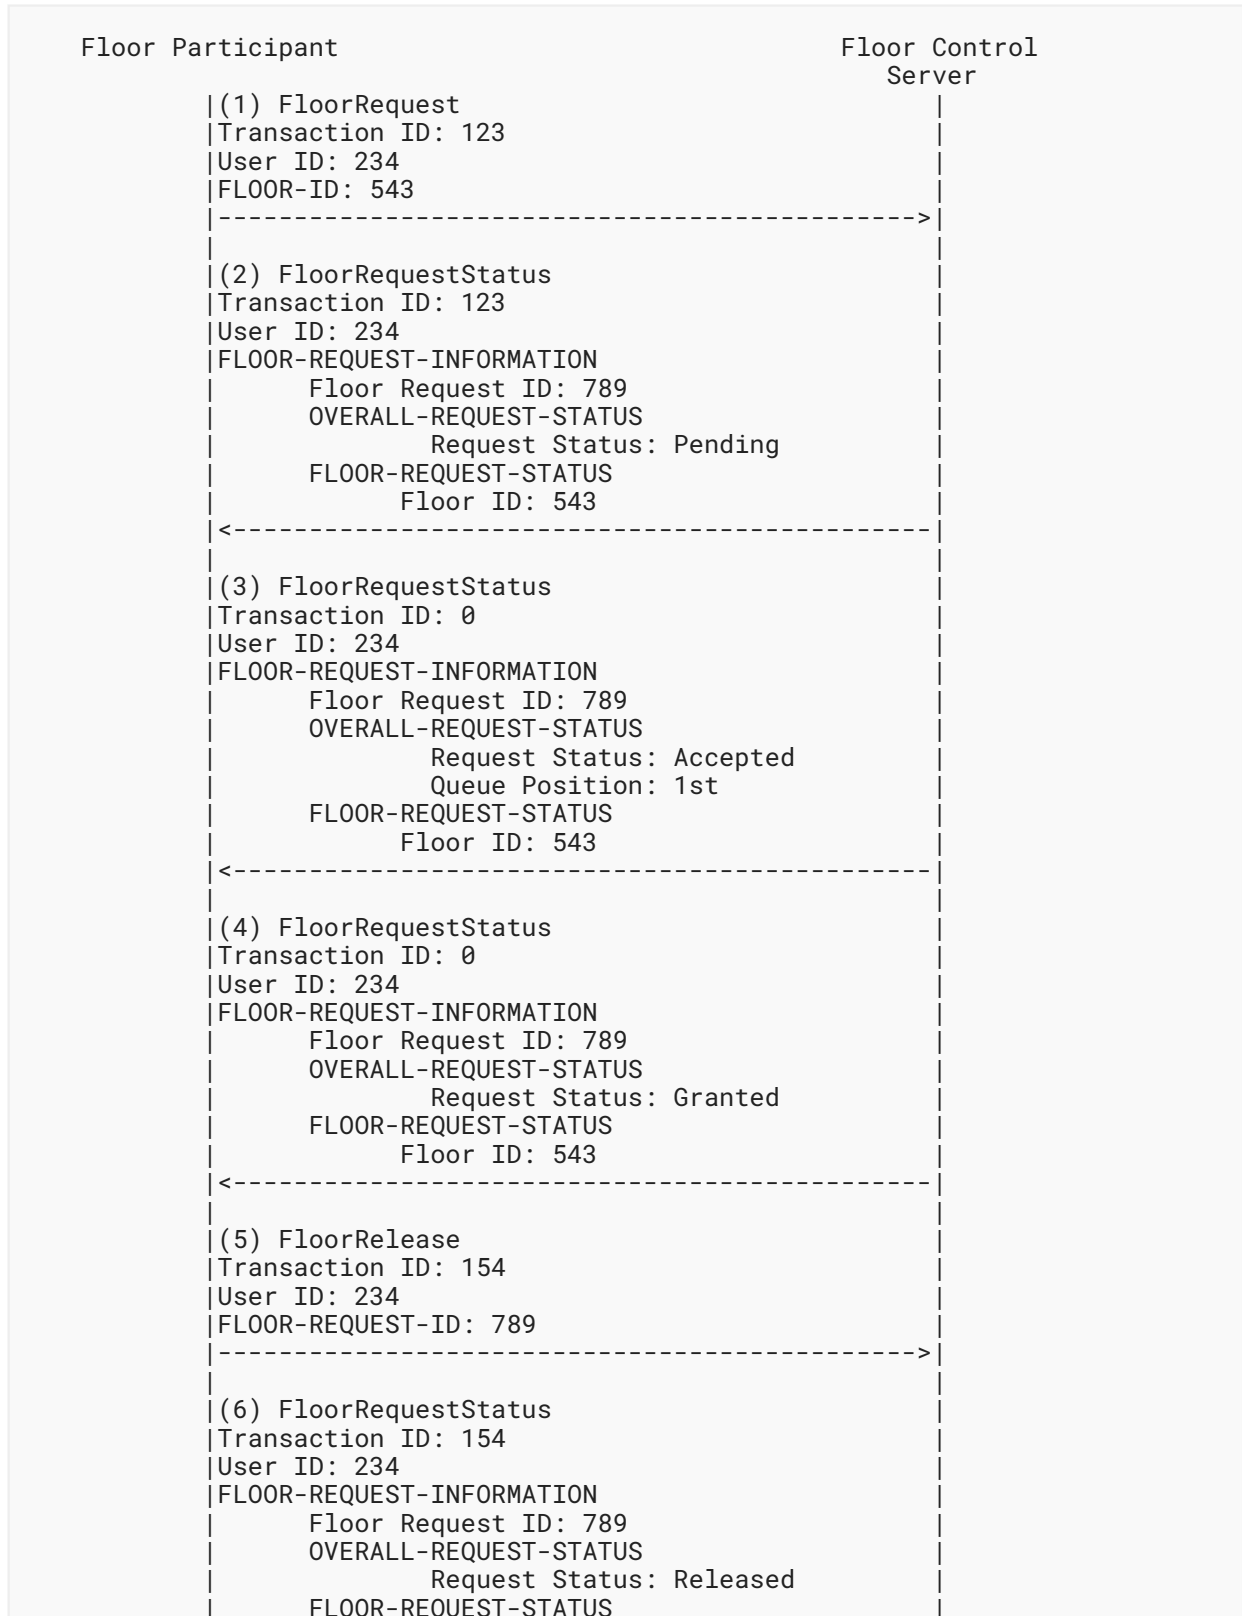 Floor Participant                                 Floor Control
                                                     Server
        |(1) FloorRequest                               |
        |Transaction ID: 123                            |
        |User ID: 234                                   |
        |FLOOR-ID: 543                                  |
        |---------------------------------------------->|
        |                                               |
        |(2) FloorRequestStatus                         |
        |Transaction ID: 123                            |
        |User ID: 234                                   |
        |FLOOR-REQUEST-INFORMATION                      |
        |      Floor Request ID: 789                    |
        |      OVERALL-REQUEST-STATUS                   |
        |              Request Status: Pending          |
        |      FLOOR-REQUEST-STATUS                     |
        |            Floor ID: 543                      |
        |<----------------------------------------------|
        |                                               |
        |(3) FloorRequestStatus                         |
        |Transaction ID: 0                              |
        |User ID: 234                                   |
        |FLOOR-REQUEST-INFORMATION                      |
        |      Floor Request ID: 789                    |
        |      OVERALL-REQUEST-STATUS                   |
        |              Request Status: Accepted         |
        |              Queue Position: 1st              |
        |      FLOOR-REQUEST-STATUS                     |
        |            Floor ID: 543                      |
        |<----------------------------------------------|
        |                                               |
        |(4) FloorRequestStatus                         |
        |Transaction ID: 0                              |
        |User ID: 234                                   |
        |FLOOR-REQUEST-INFORMATION                      |
        |      Floor Request ID: 789                    |
        |      OVERALL-REQUEST-STATUS                   |
        |              Request Status: Granted          |
        |      FLOOR-REQUEST-STATUS                     |
        |            Floor ID: 543                      |
        |<----------------------------------------------|
        |                                               |
        |(5) FloorRelease                               |
        |Transaction ID: 154                            |
        |User ID: 234                                   |
        |FLOOR-REQUEST-ID: 789                          |
        |---------------------------------------------->|
        |                                               |
        |(6) FloorRequestStatus                         |
        |Transaction ID: 154                            |
        |User ID: 234                                   |
        |FLOOR-REQUEST-INFORMATION                      |
        |      Floor Request ID: 789                    |
        |      OVERALL-REQUEST-STATUS                   |
        |              Request Status: Released         |
        |      FLOOR-REQUEST-STATUS                     |